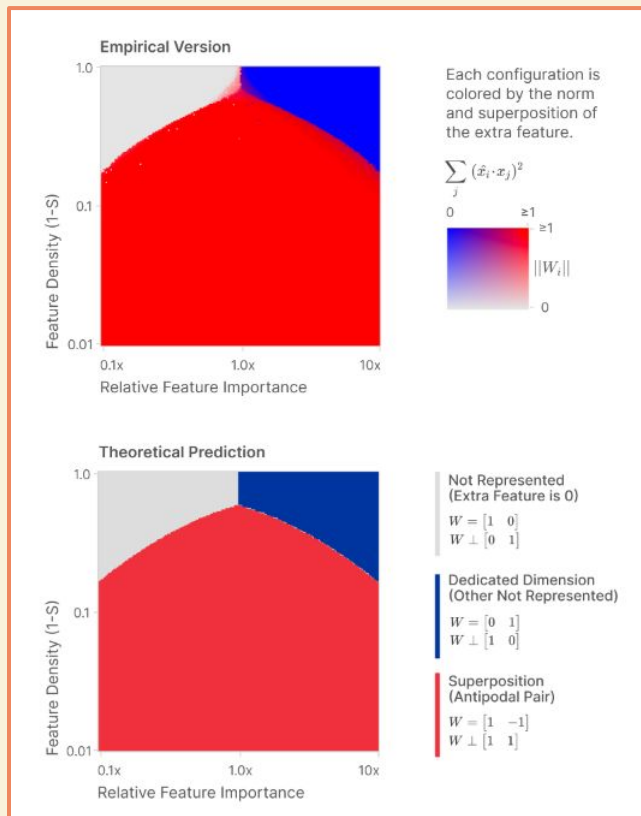 Empirical Version
1.0
0.1
0.01
Feature Density (1-S)
0.1x 1.0x 10x
Relative Feature Importance
Each configuration is
colored by the norm
and superposition of
the extra feature.
∑ⱼ (x̂ᵢ·xⱼ)²
0 ≥1
≥1
||Wᵢ||
0
Theoretical Prediction
1.0
0.1
0.01
Feature Density (1-S)
0.1x 1.0x 10x
Relative Feature Importance
Not Represented
(Extra Feature is 0)
W = [1 0]
W ⊥ [0 1]
Dedicated Dimension
(Other Not Represented)
W = [0 1]
W ⊥ [1 0]
Superposition
(Antipodal Pair)
W = [1 −1]
W ⊥ [1 1]